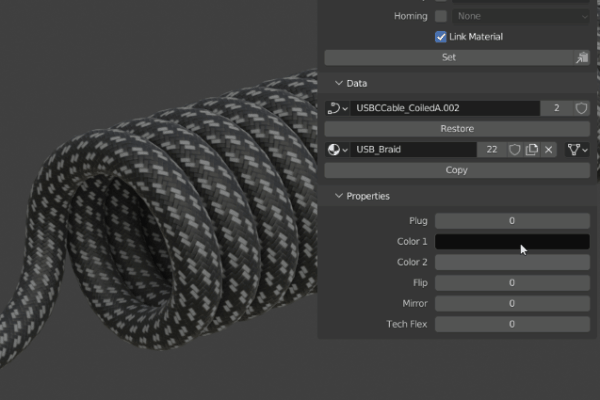 Homing None
Link Material
Set
Data
USBCCable_CoiledA.002 2
Restore
USB_Braid 22
Copy
Properties
Plug 0
Color 1
Color 2
Flip 0
Mirror 0
Tech Flex 0